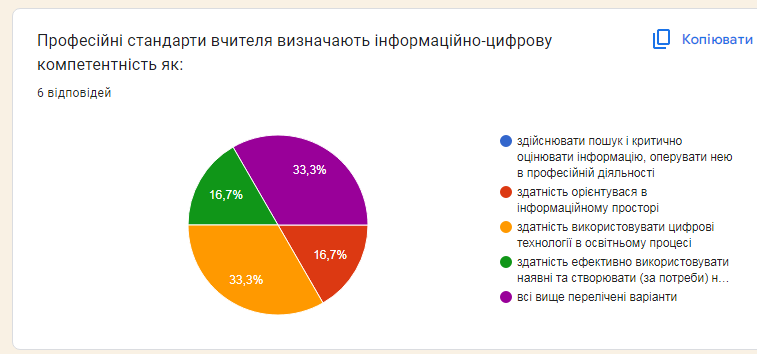 Професійні стандарти вчителя визначають інформаційно-цифрову
компетентність як:
Копіювати
6 відповідей
33,3%
16,7%
16,7%
33,3%
здійснювати пошук і критично
оцінювати інформацію, оперувати нею
в професійній діяльності
здатність орієнтувася в
інформаційному просторі
здатність використовувати цифрові
технології в освітньому процесі
здатність ефективно використовувати
наявні та створювати (за потреби) н…
всі вище перелічені варіанти